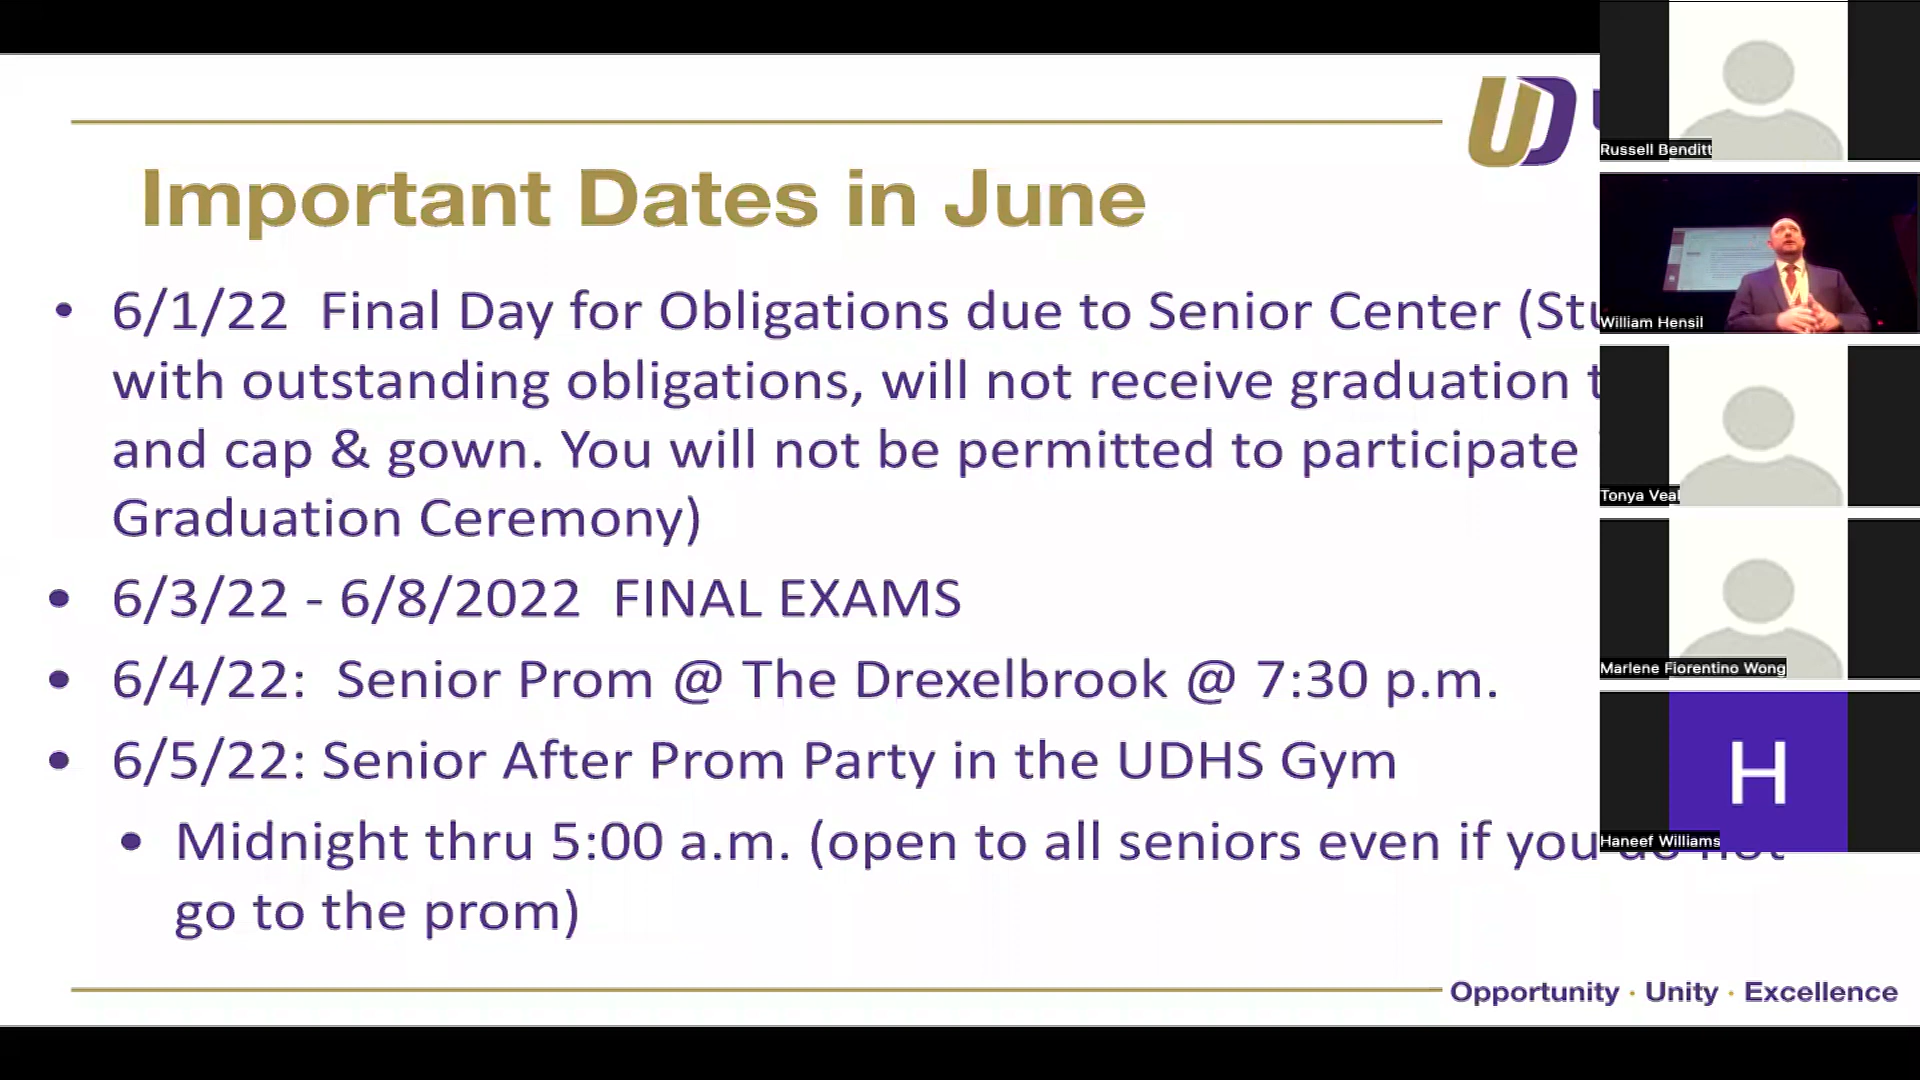 UD
Important Dates in June
• 6/1/22 Final Day for Obligations due to Senior Center
with outstanding obligations, will not receive graduation
and cap & gown. You will not be permitted to participate
Graduation Ceremony)
• 6/3/22 - 6/8/2022 FINAL EXAMS
• 6/4/22: Senior Prom @ The Drexelbrook @ 7:30 p.m.
• 6/5/22: Senior After Prom Party in the UDHS Gym
• Midnight thru 5:00 a.m. (open to all seniors even if you do not
go to the prom)
Opportunity · Unity · Excellence
Russell Benditt
William Hensil
Tonya Veal
Marlene Fiorentino Wong
H
Haneef Williams